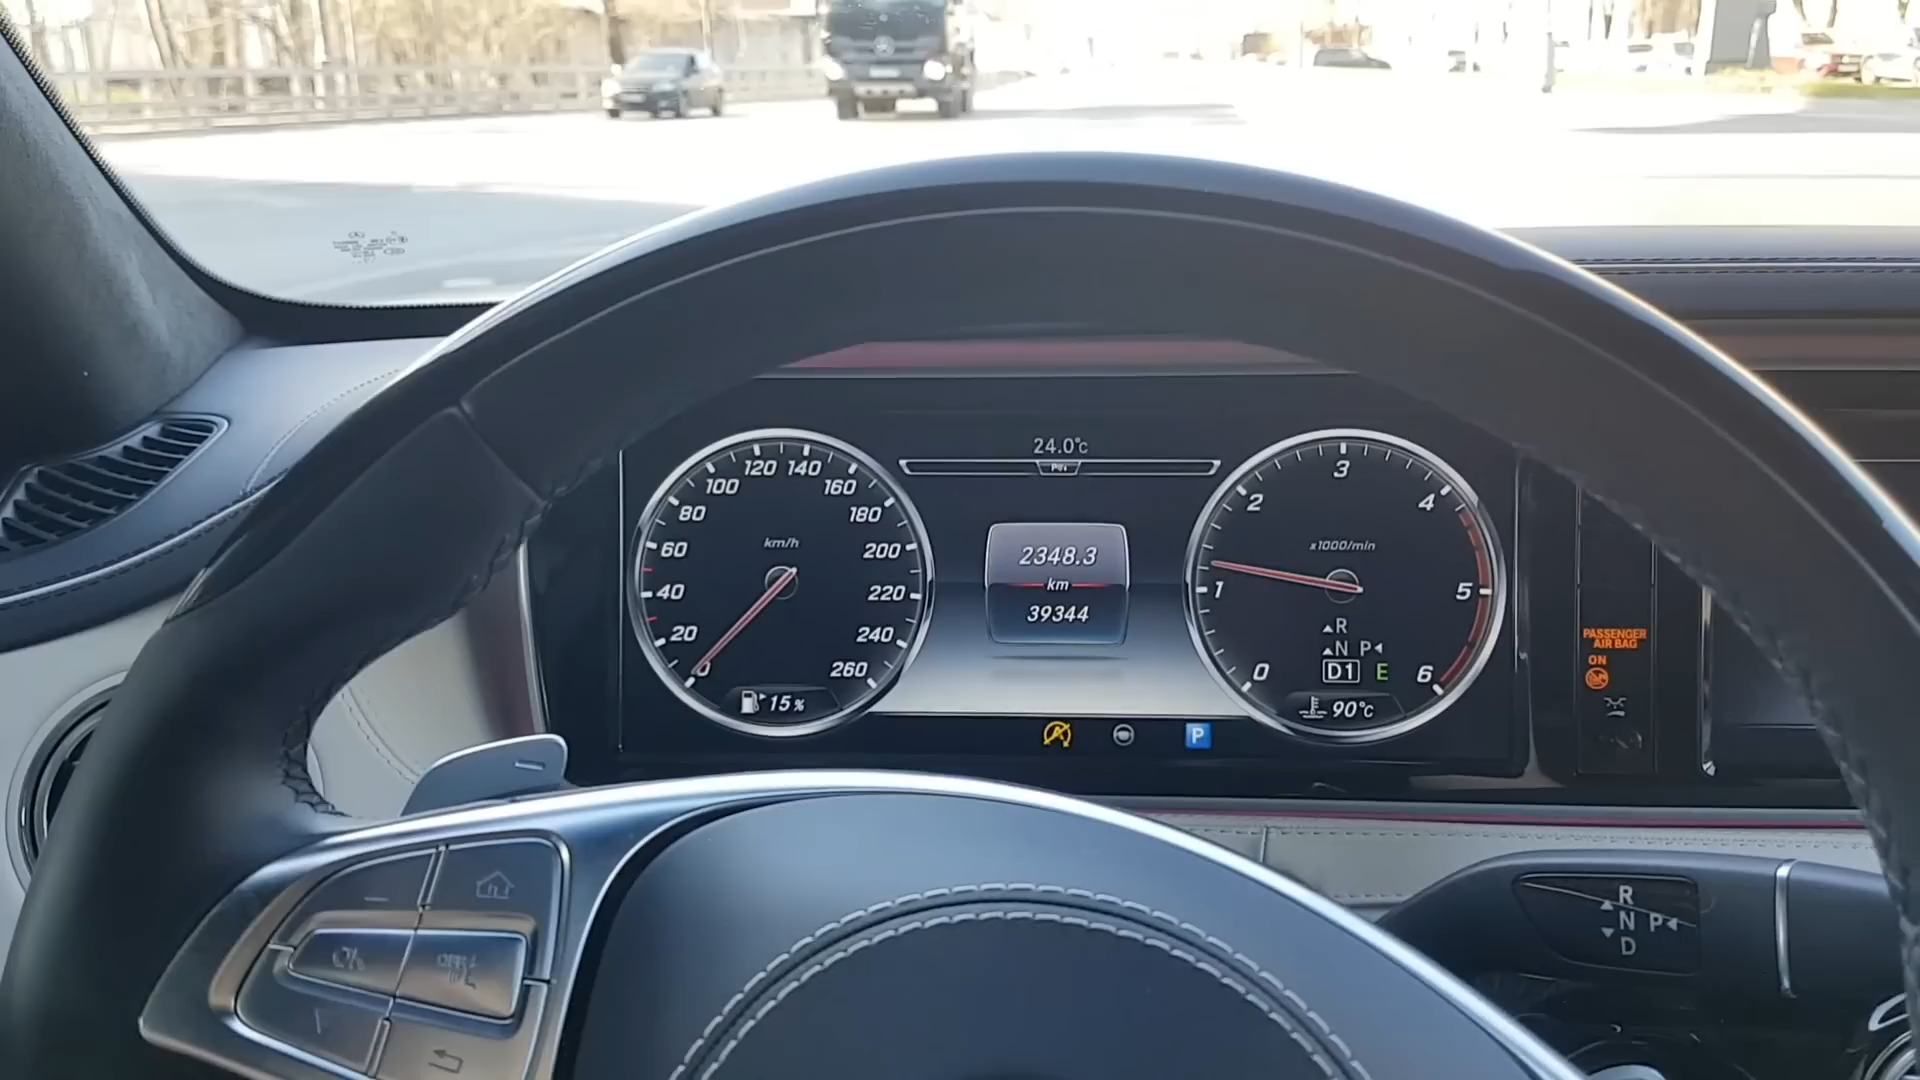 24.0°c
120 140
100 160
80 180
60 200
40 220
20 240
0 260
km/h
15%
2348.3
km
39344
3
2 4
x1000/min
1 5
0 6
R
N P
D1 E
90°C
P
PASSENGER
AIR BAG
ON
R
N P
D